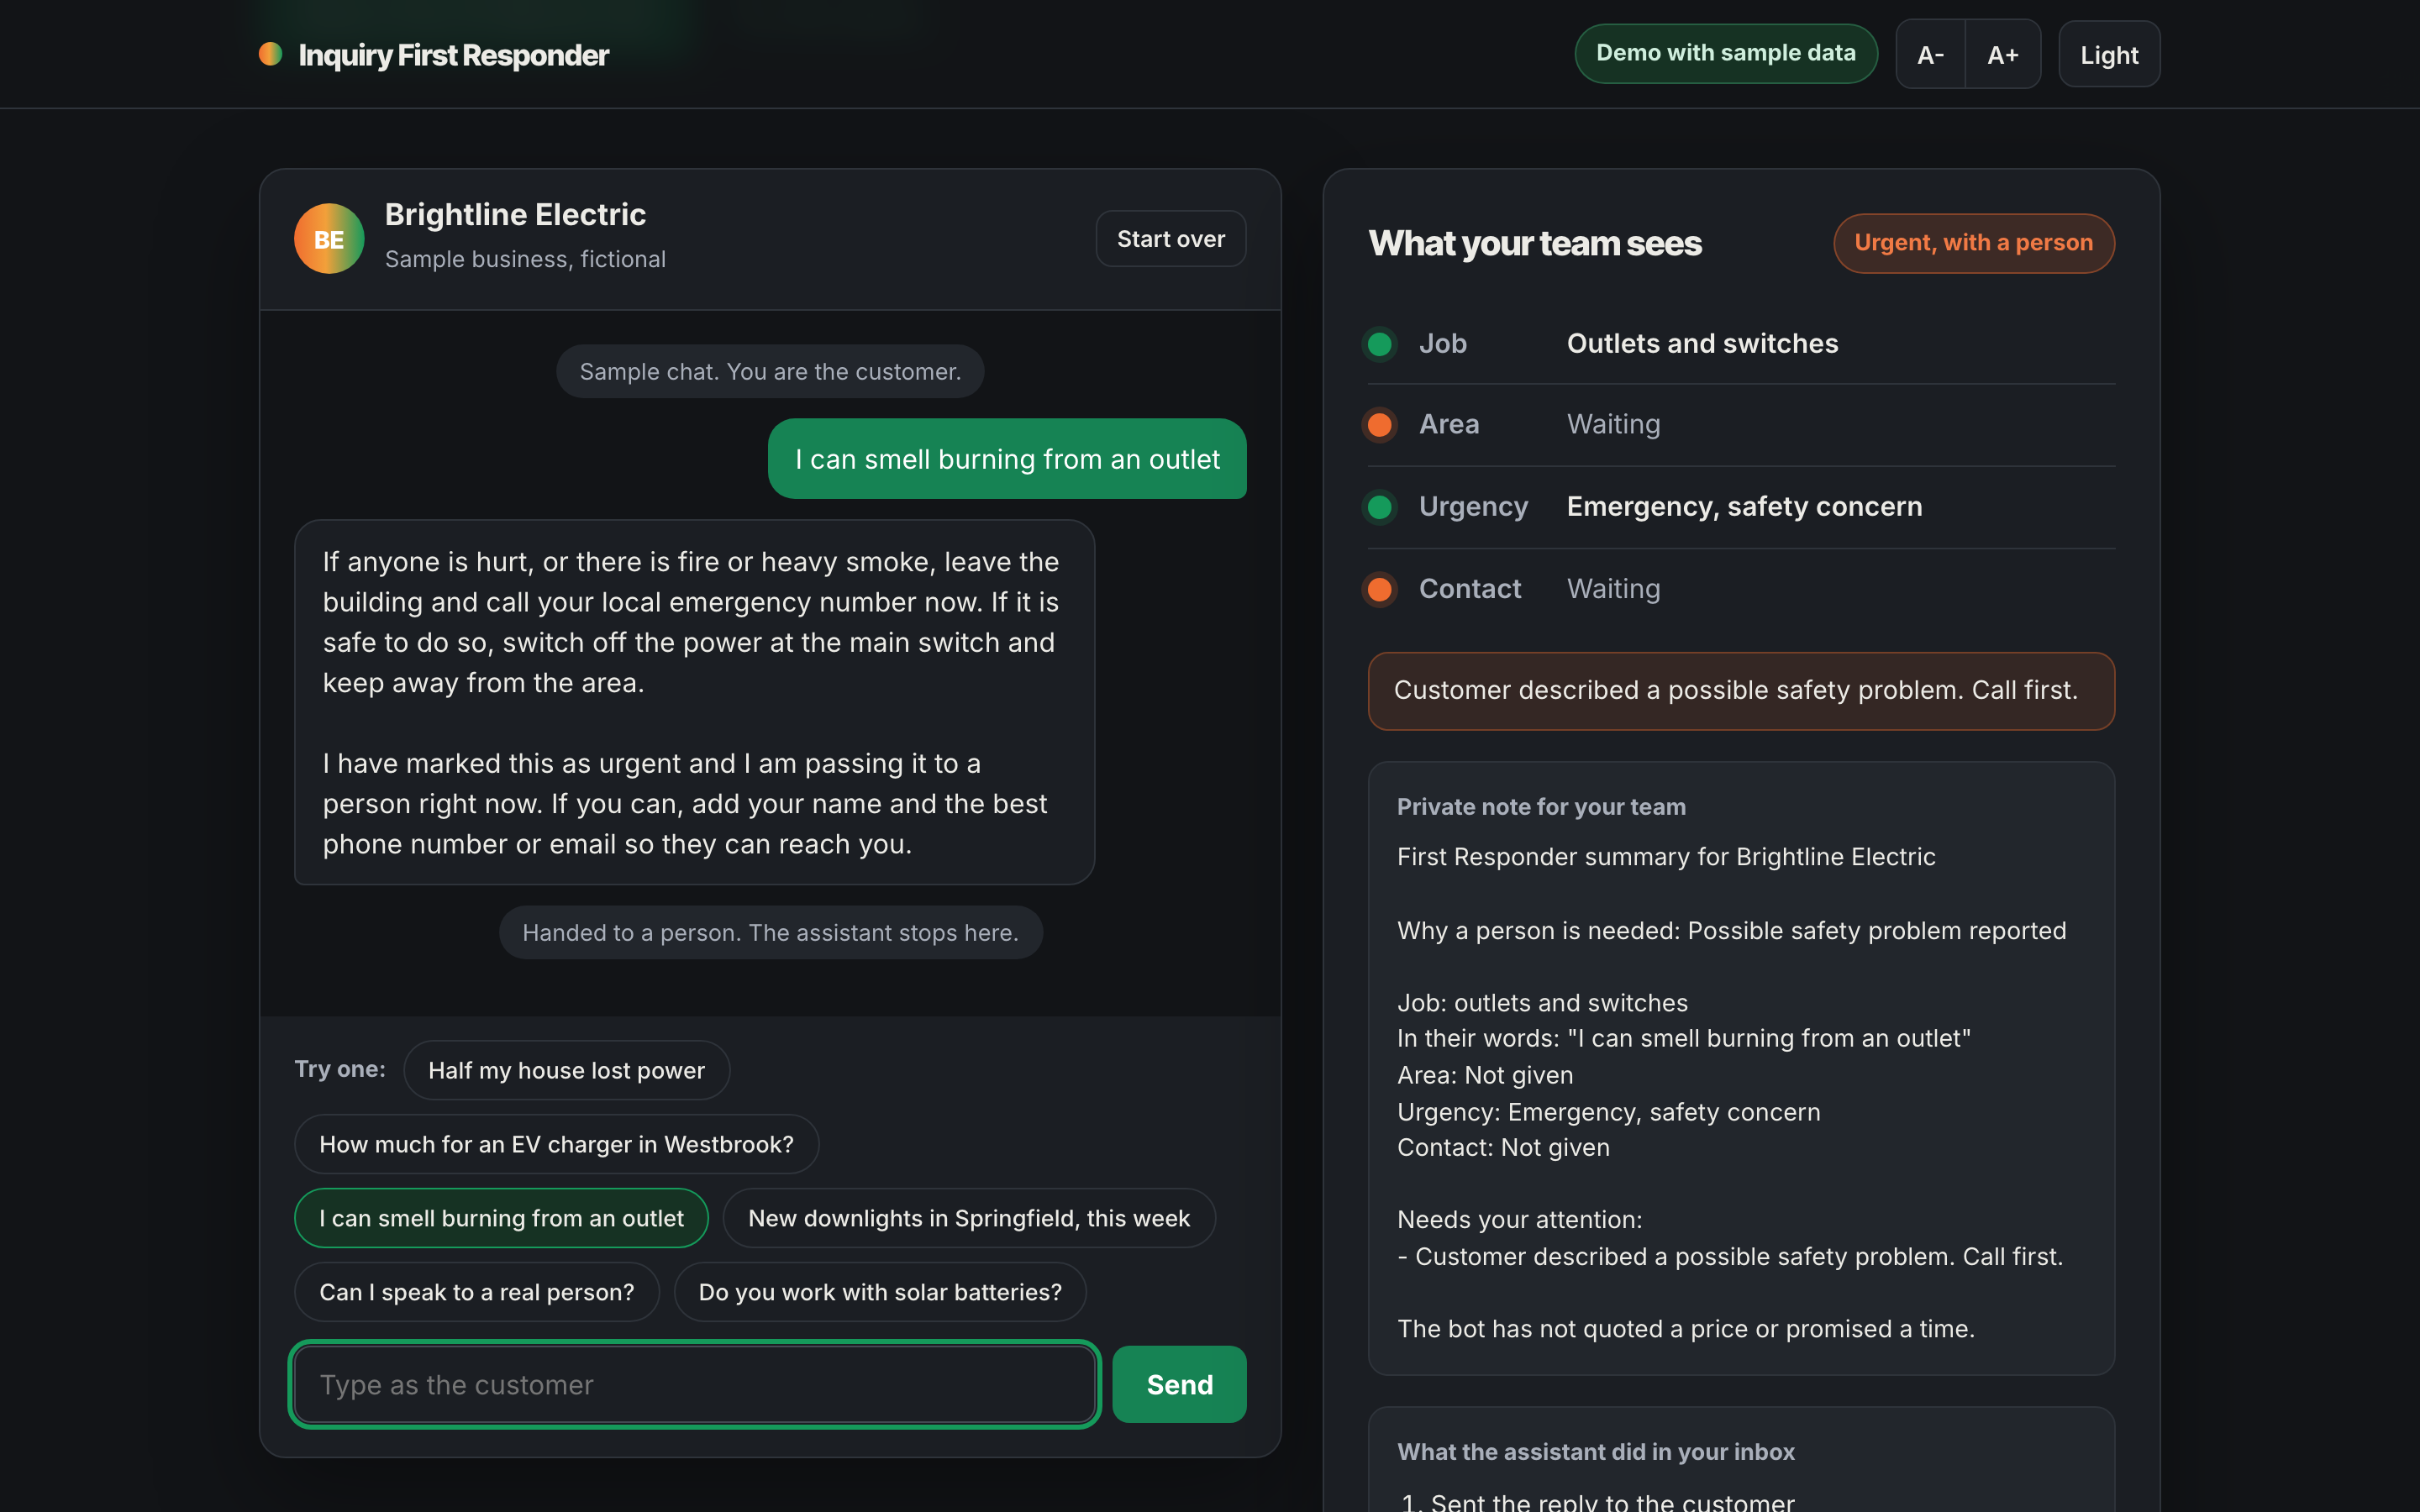 Inquiry First Responder
Demo with sample data
A-
A+
Light
BE
Brightline Electric
Sample business, fictional
Start over
Sample chat. You are the customer.
I can smell burning from an outlet
If anyone is hurt, or there is fire or heavy smoke, leave the
building and call your local emergency number now. If it is
safe to do so, switch off the power at the main switch and
keep away from the area.
I have marked this as urgent and I am passing it to a
person right now. If you can, add your name and the best
phone number or email so they can reach you.
Handed to a person. The assistant stops here.
Try one:
Half my house lost power
How much for an EV charger in Westbrook?
I can smell burning from an outlet
New downlights in Springfield, this week
Can I speak to a real person?
Do you work with solar batteries?
Type as the customer
Send
What your team sees
Urgent, with a person
Job Outlets and switches
Area Waiting
Urgency Emergency, safety concern
Contact Waiting
Customer described a possible safety problem. Call first.
Private note for your team
First Responder summary for Brightline Electric
Why a person is needed: Possible safety problem reported
Job: outlets and switches
In their words: "I can smell burning from an outlet"
Area: Not given
Urgency: Emergency, safety concern
Contact: Not given
Needs your attention:
- Customer described a possible safety problem. Call first.
The bot has not quoted a price or promised a time.
What the assistant did in your inbox
1. Sent the reply to the customer